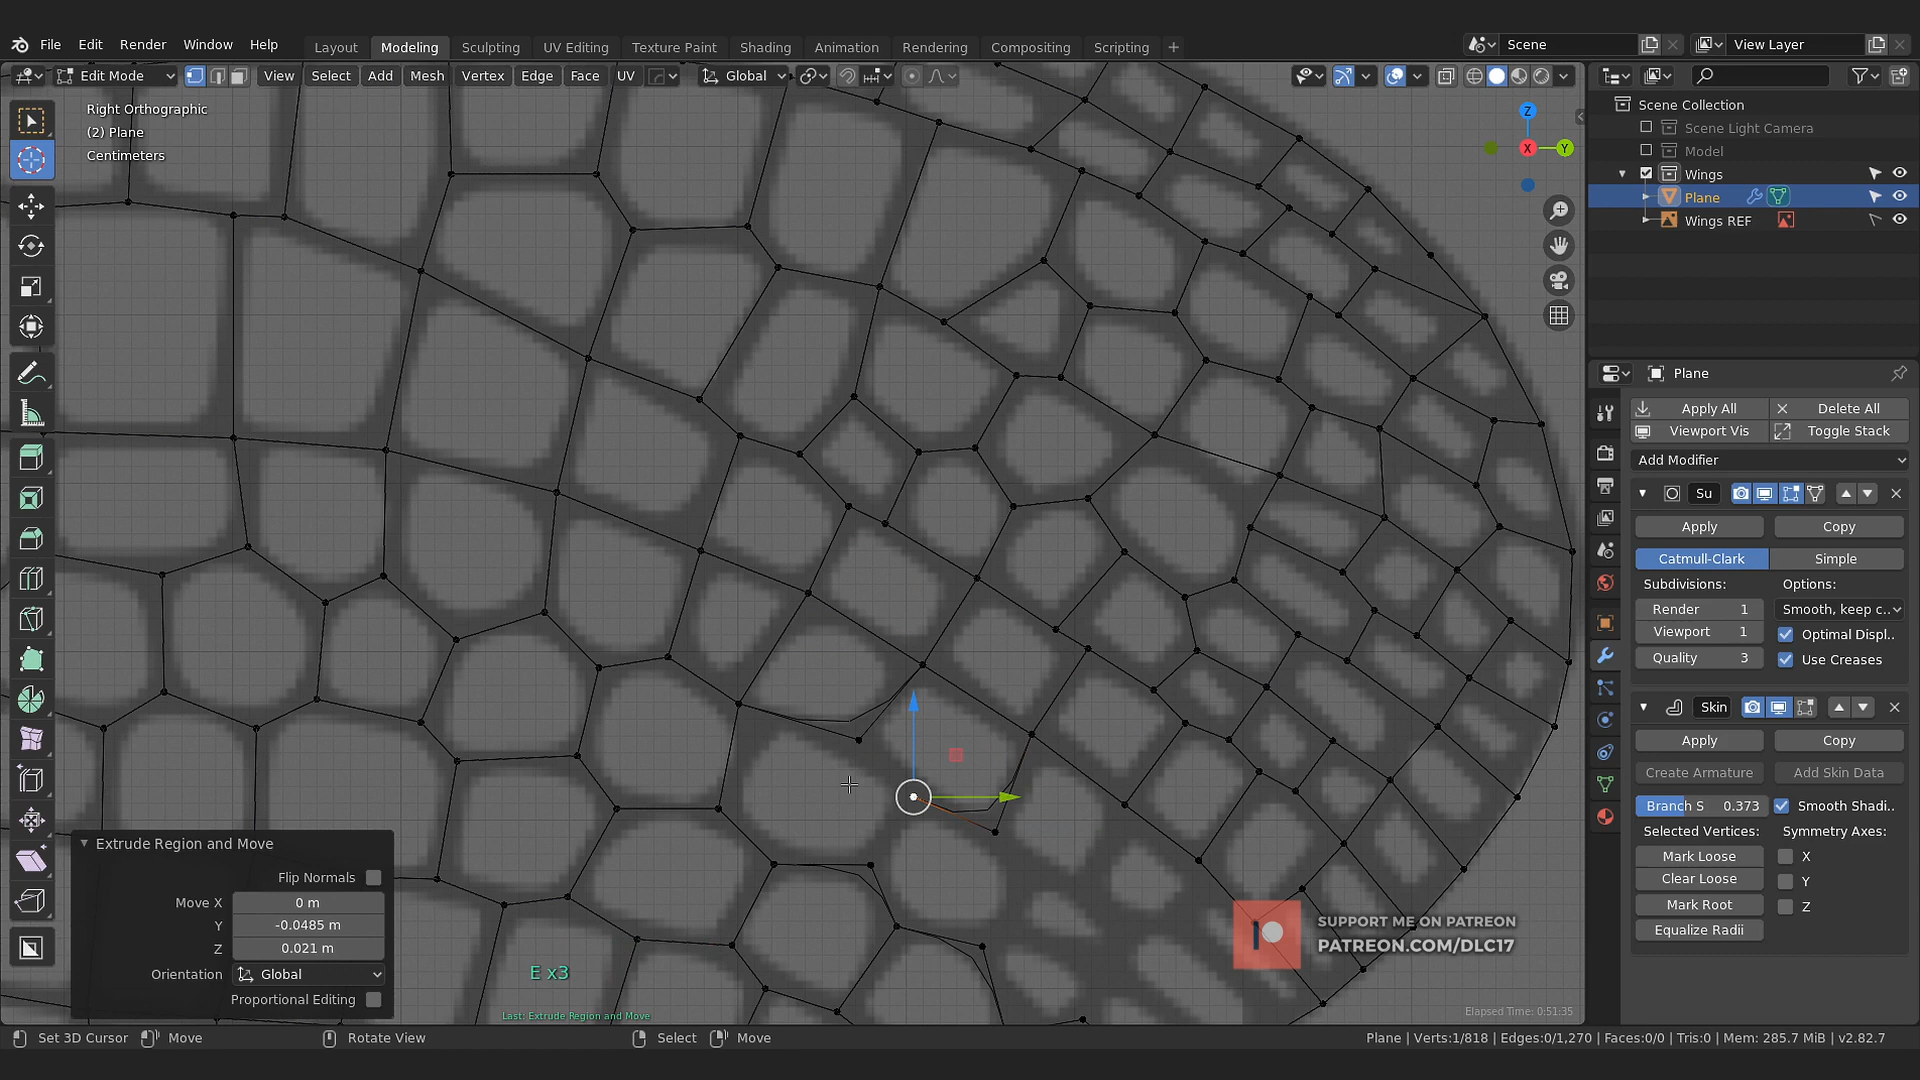 File Edit Render Window Help Layout Modeling Sculpting UV Editing Texture Paint Shading Animation Rendering Compositing Scripting Scene View Layer
Edit Mode View Select Add Mesh Vertex Edge Face UV Global
Right Orthographic
(2) Plane
Centimeters
Z
X
Y
Scene Collection
Scene Light Camera
Model
Wings
Plane
Wings REF
Plane
Apply All Delete All
Viewport Vis Toggle Stack
Add Modifier
Su
Apply Copy
Catmull-Clark Simple
Subdivisions: Options:
Render 1 Smooth, keep c..
Viewport 1 Optimal Displ..
Quality 3 Use Creases
Skin
Apply Copy
Create Armature Add Skin Data
Branch S 0.373 Smooth Shadi..
Selected Vertices: Symmetry Axes:
Mark Loose X
Clear Loose Y
Mark Root Z
Equalize Radii
Extrude Region and Move
Flip Normals
Move X 0 m
Y -0.0485 m
Z 0.021 m
Orientation Global
Proportional Editing
E x3
Last: Extrude Region and Move
SUPPORT ME ON PATREON
PATREON.COM/DLC17
Elapsed Time: 0:51:35
Set 3D Cursor Move Rotate View Select Move Plane | Verts:1/818 | Edges:0/1,270 | Faces:0/0 | Tris:0 | Mem: 285.7 MiB | v2.82.7